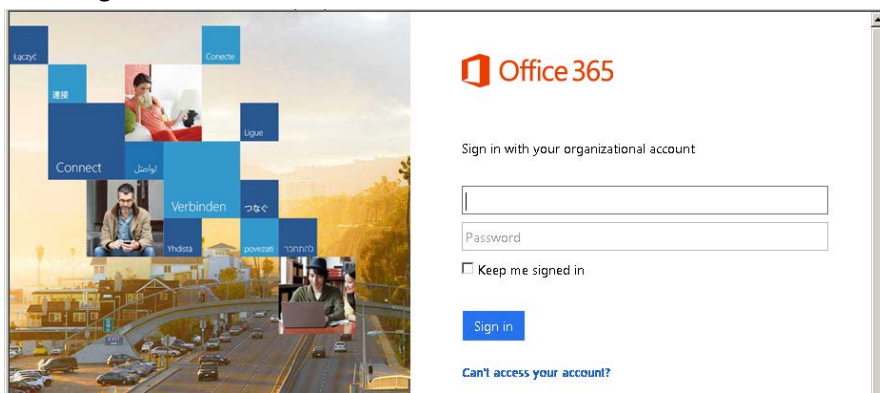 Łączyć
Conecte
連接
Ligue
Connect
لتواصل
Verbinden
つなぐ
Yhdistä
povezati
להתחבר
Office 365
Sign in with your organizational account
Password
Keep me signed in
Sign in
Can't access your account?